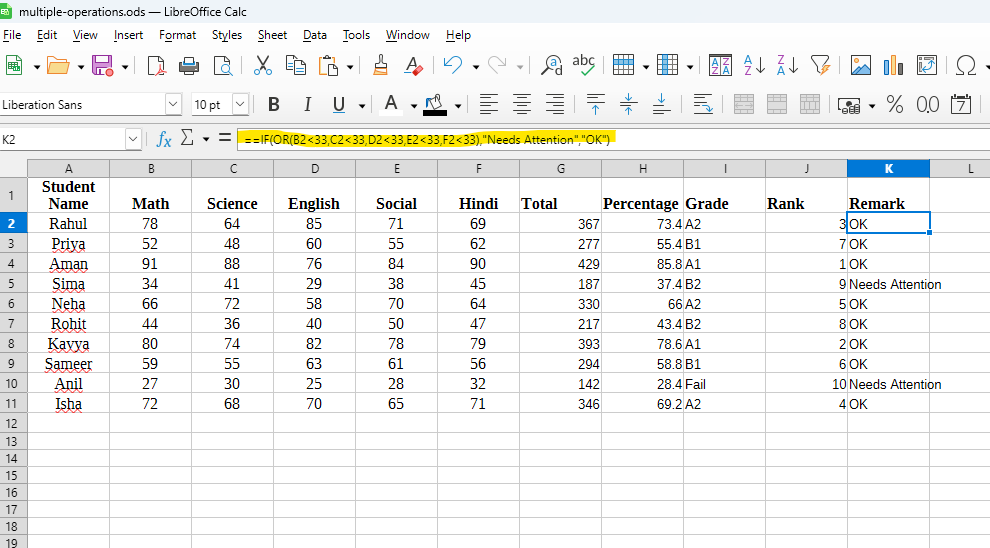 multiple-operations.ods — LibreOffice Calc
File Edit View Insert Format Styles Sheet Data Tools Window Help
abc A Z A Z Z A
Liberation Sans 10 pt B I U A % 0.0 7
K2 fx Σ = ==IF(OR(B2<33,C2<33,D2<33,E2<33,F2<33),"Needs Attention","OK")
A B C D E F G H I J K L
1 Student Name Math Science English Social Hindi Total Percentage Grade Rank Remark
2 Rahul 78 64 85 71 69 367 73.4 A2 3 OK
3 Priya 52 48 60 55 62 277 55.4 B1 7 OK
4 Aman 91 88 76 84 90 429 85.8 A1 1 OK
5 Sima 34 41 29 38 45 187 37.4 B2 9 Needs Attention
6 Neha 66 72 58 70 64 330 66 A2 5 OK
7 Rohit 44 36 40 50 47 217 43.4 B2 8 OK
8 Kavya 80 74 82 78 79 393 78.6 A1 2 OK
9 Sameer 59 55 63 61 56 294 58.8 B1 6 OK
10 Anil 27 30 25 28 32 142 28.4 Fail 10 Needs Attention
11 Isha 72 68 70 65 71 346 69.2 A2 4 OK
12
13
14
15
16
17
18
19